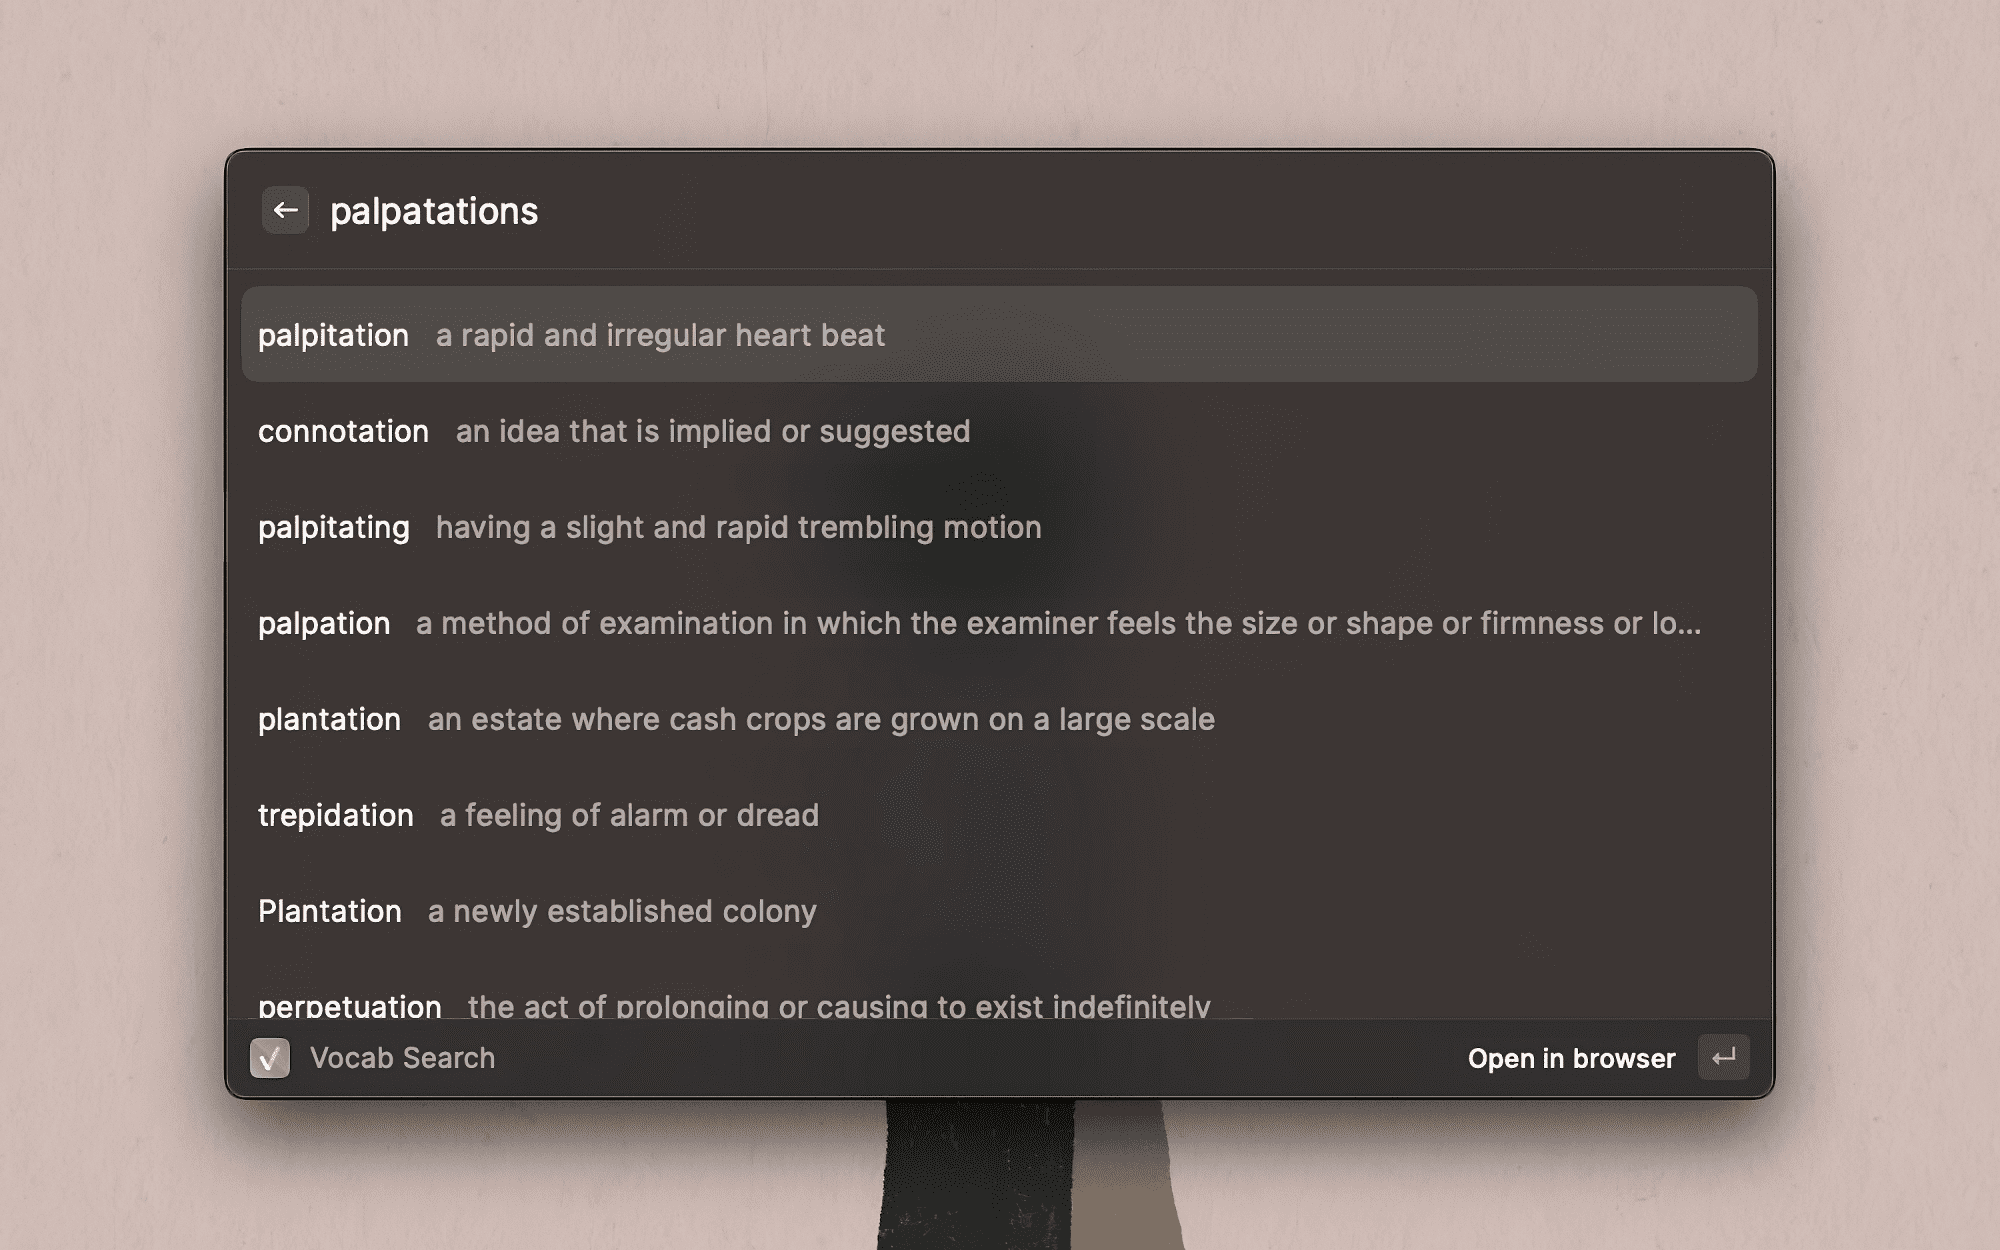 palpatations
palpitation a rapid and irregular heart beat
connotation an idea that is implied or suggested
palpitating having a slight and rapid trembling motion
palpation a method of examination in which the examiner feels the size or shape or firmness or lo...
plantation an estate where cash crops are grown on a large scale
trepidation a feeling of alarm or dread
Plantation a newly established colony
perpetuation the act of prolonging or causing to exist indefinitely
Vocab Search Open in browser